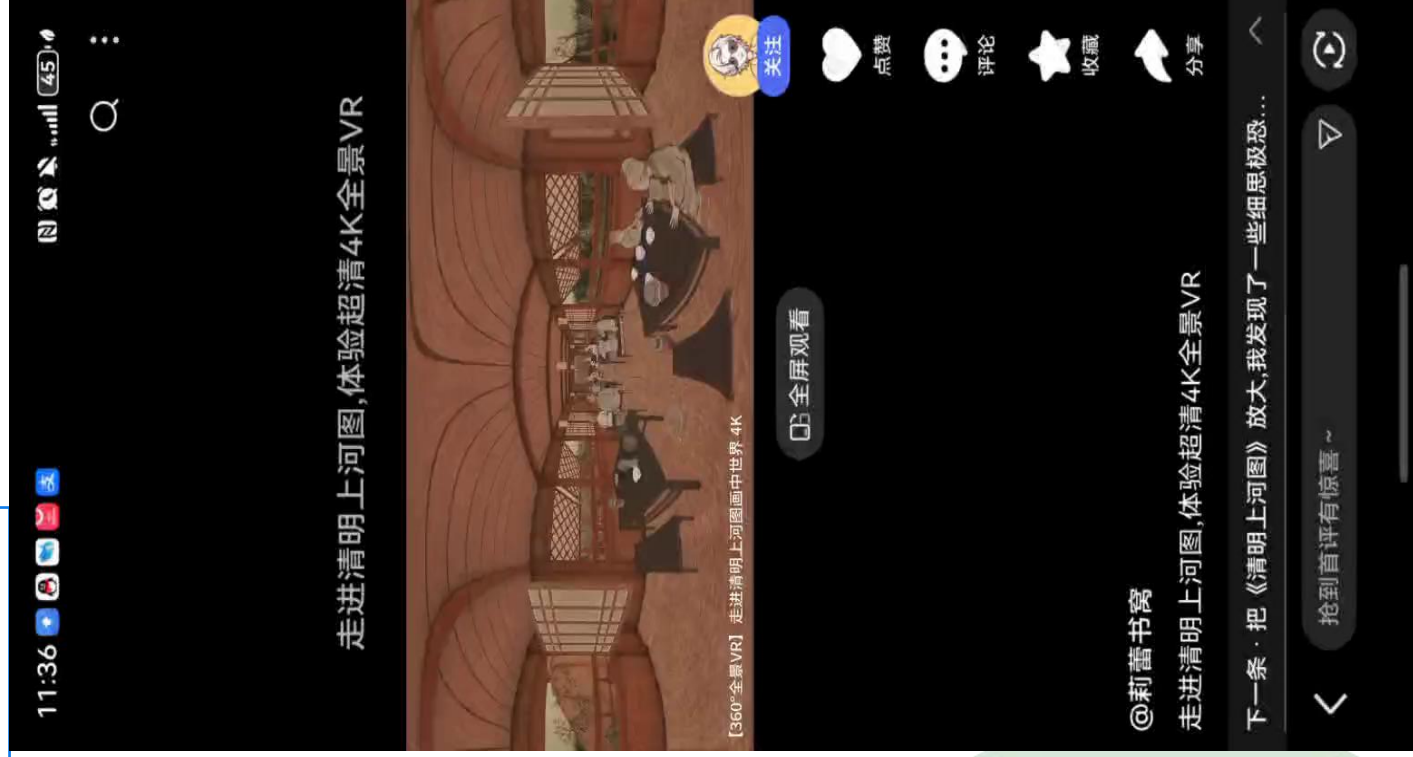 11:36
45
走进清明上河图,体验超清4K全景VR
【360°全景VR】 走进清明上河图画中世界 4K
全屏观看
关注
点赞
评论
收藏
分享
@莉蕾书窝
走进清明上河图,体验超清4K全景VR
下一条 · 把《清明上河图》放大,我发现了一些细思极恐...
抢到首评有惊喜~